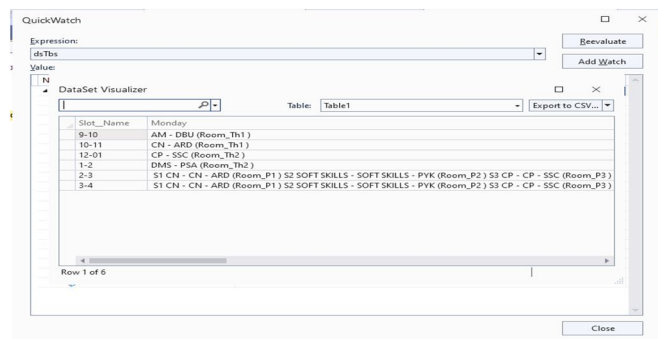 QuickWatch
Expression:
Reevaluate
dsTbs
Add Watch
Value:
N
DataSet Visualizer
Table: Table1 Export to CSV...
Slot__Name Monday
9-10 AM - DBU (Room_Th1 )
10-11 CN - ARD (Room_Th1 )
12-01 CP - SSC (Room_Th2 )
1-2 DMS - PSA (Room_Th2 )
2-3 S1 CN - CN - ARD (Room_P1 ) S2 SOFT SKILLS - SOFT SKILLS - PYK (Room_P2 ) S3 CP - CP - SSC (Room_P3 )
3-4 S1 CN - CN - ARD (Room_P1 ) S2 SOFT SKILLS - SOFT SKILLS - PYK (Room_P2 ) S3 CP - CP - SSC (Room_P3 )
Row 1 of 6
Close